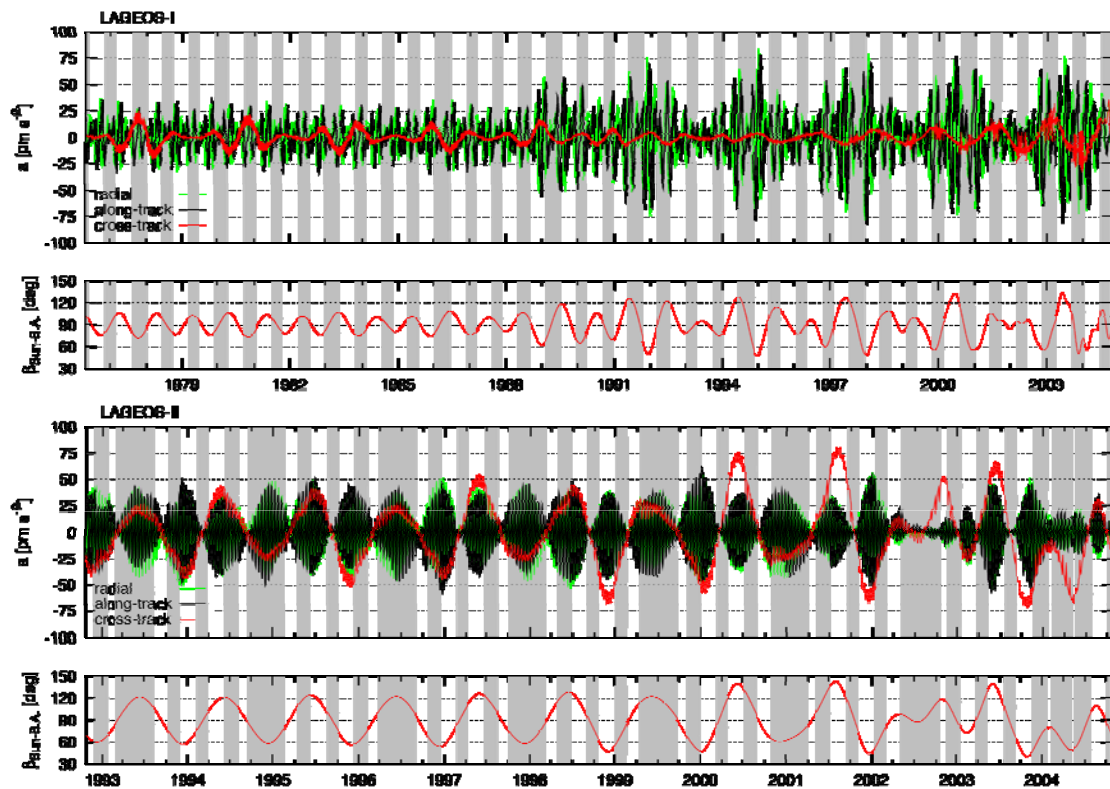 LAGEOS-I
100
75
50
25
0
-25
-50
-75
-100
a [pm s⁻²]
radial
along-track
cross-track
150
120
90
60
30
βSun-s.a. [deg]
1979 1982 1985 1988 1991 1994 1997 2000 2003
LAGEOS-II
100
75
50
25
0
-25
-50
-75
-100
a [pm s⁻²]
radial
along-track
cross-track
150
120
90
60
30
βSun-s.a. [deg]
1993 1994 1995 1996 1997 1998 1999 2000 2001 2002 2003 2004